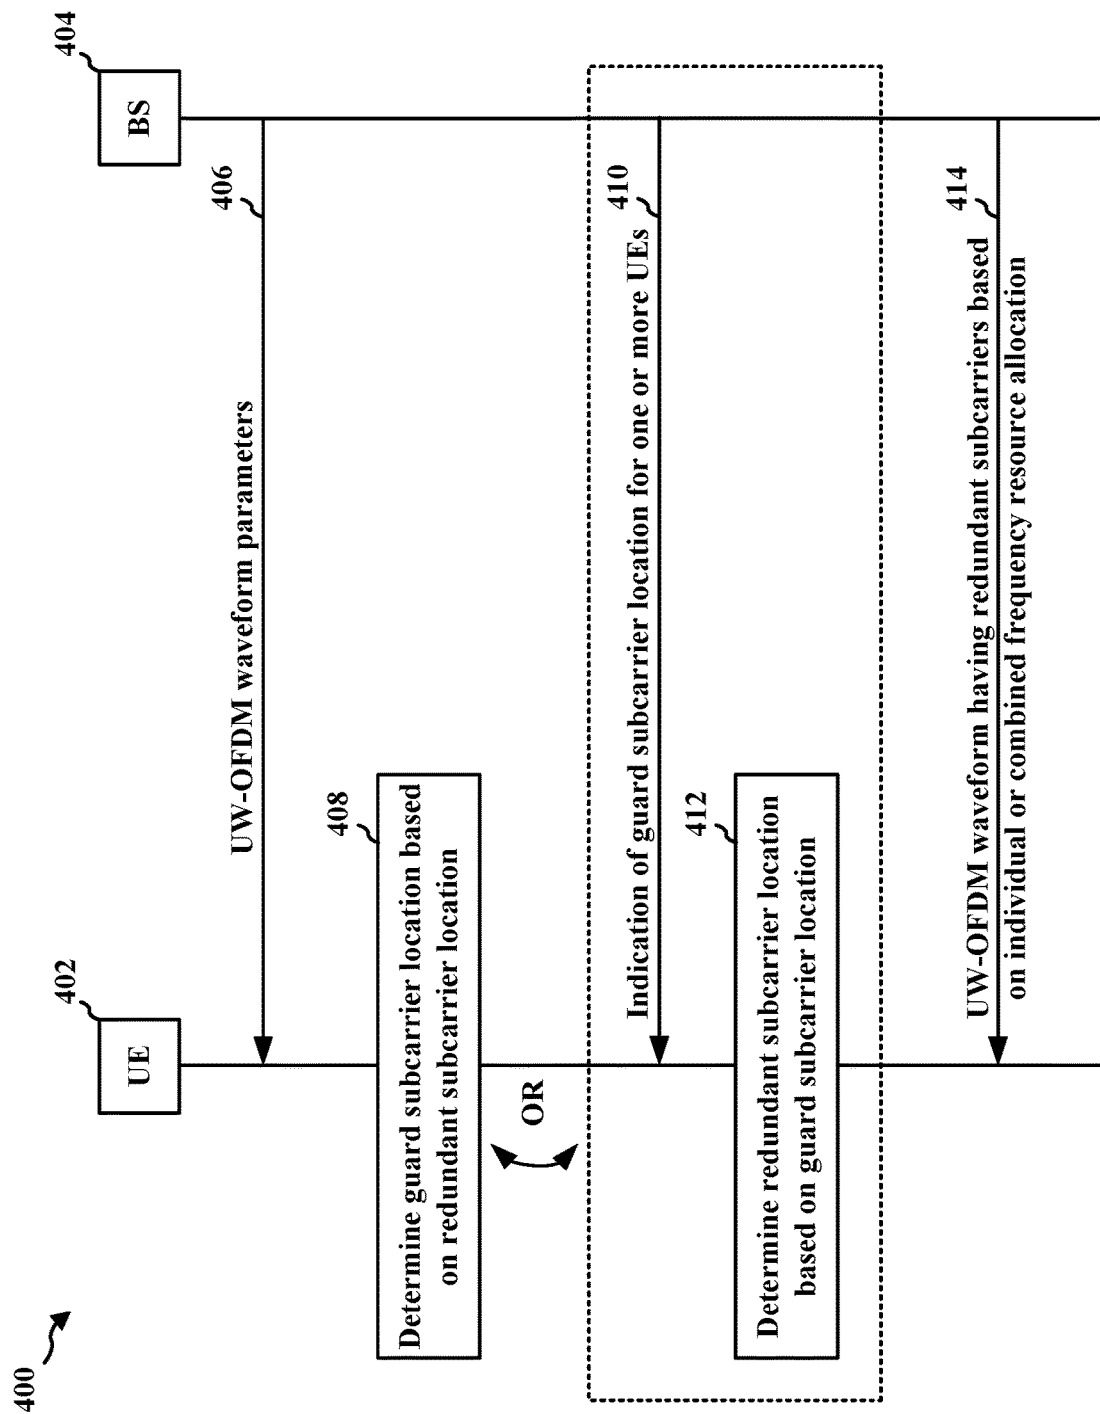 400
UE
402
BS
404
UW-OFDM waveform parameters
406
Determine guard subcarrier location based
on redundant subcarrier location
408
OR
Indication of guard subcarrier location for one or more UEs
410
Determine redundant subcarrier location
based on guard subcarrier location
412
UW-OFDM waveform having redundant subcarriers based
on individual or combined frequency resource allocation
414